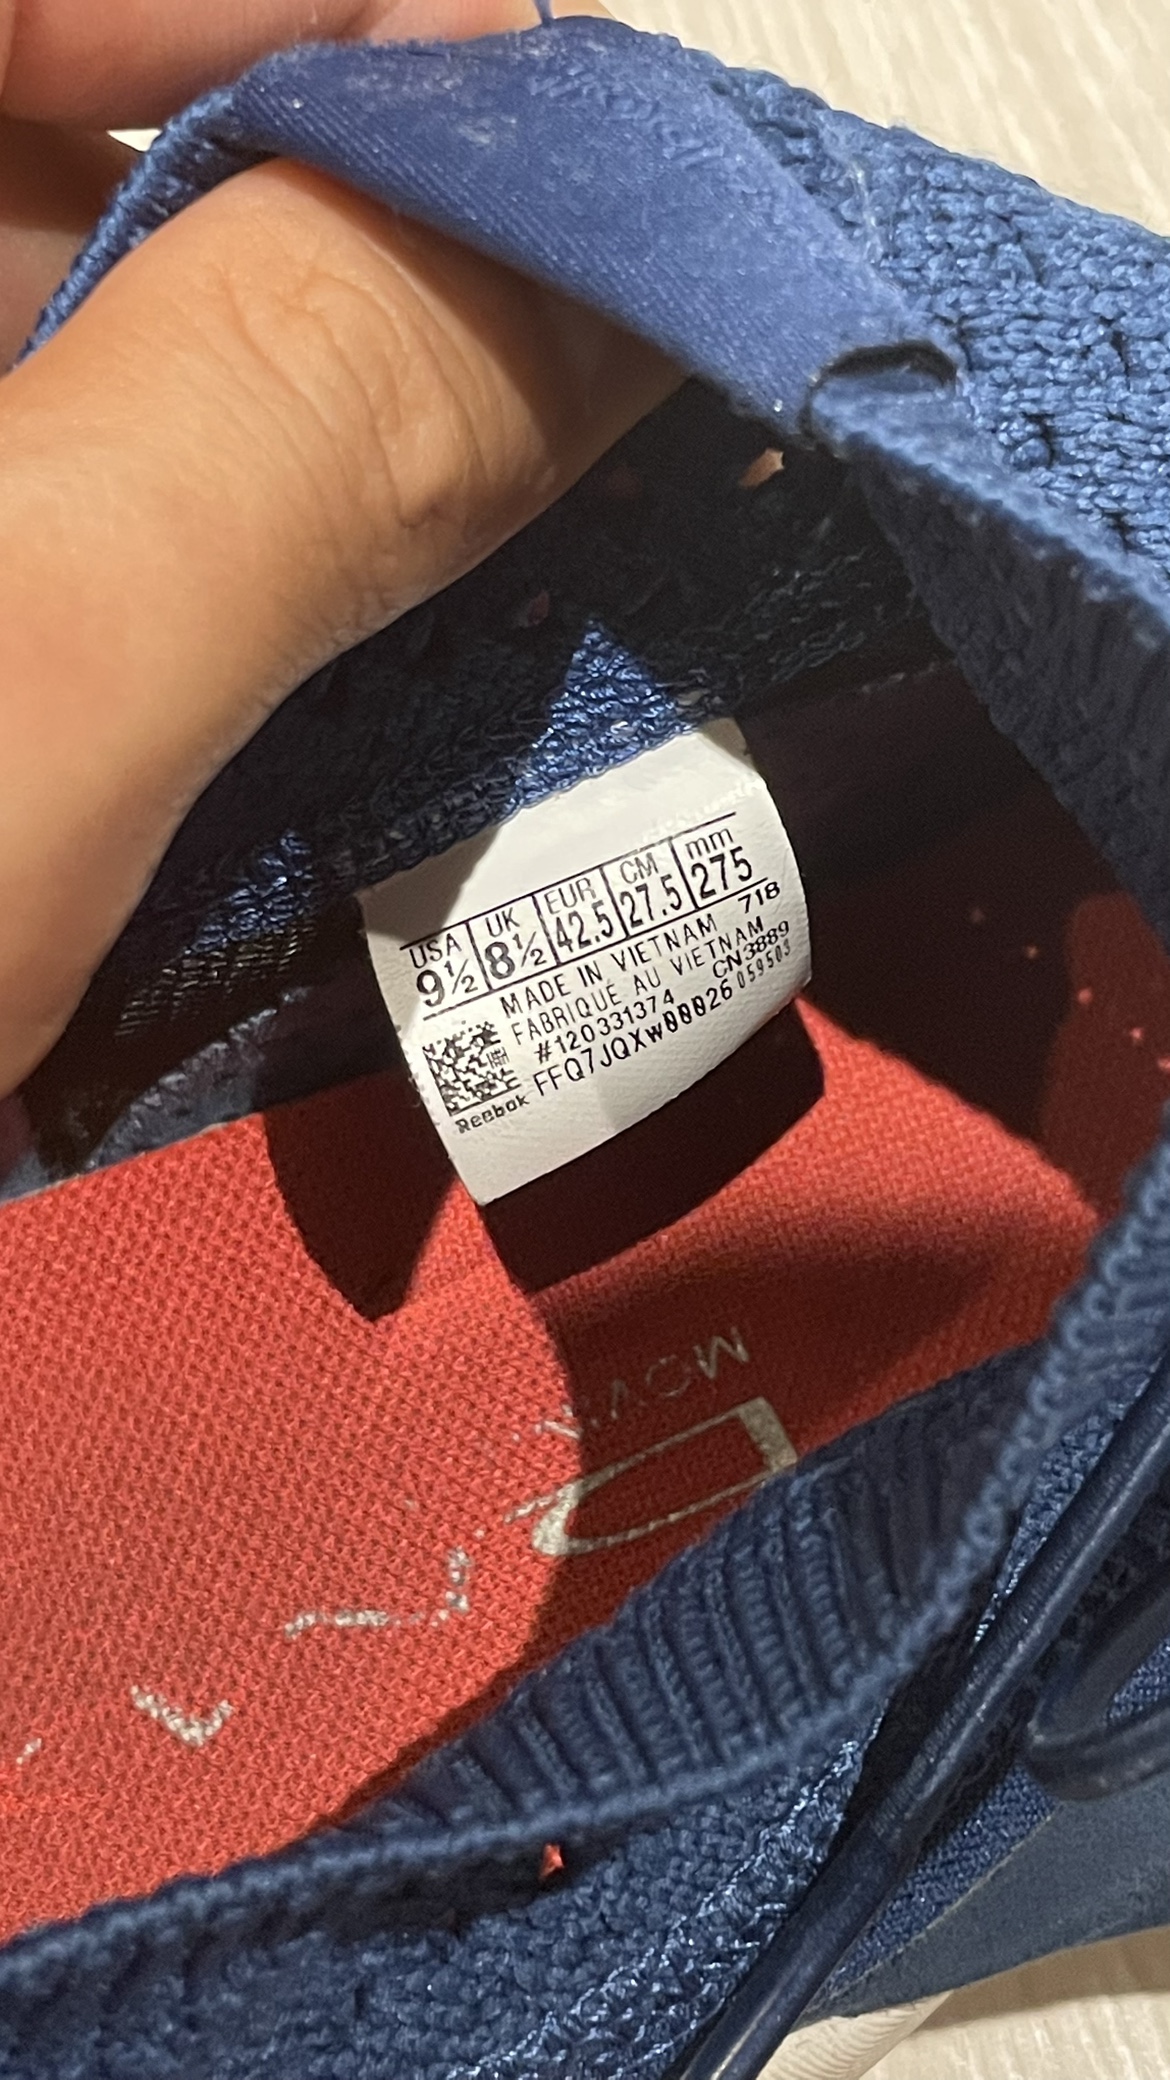 USA UK EUR CM mm
9½ 8½ 42.5 27.5 275
MADE IN VIETNAM 718
FABRIQUÉ AU VIETNAM
#120331374 CN3889
FFQ7JQXW00026 059503
Reebok